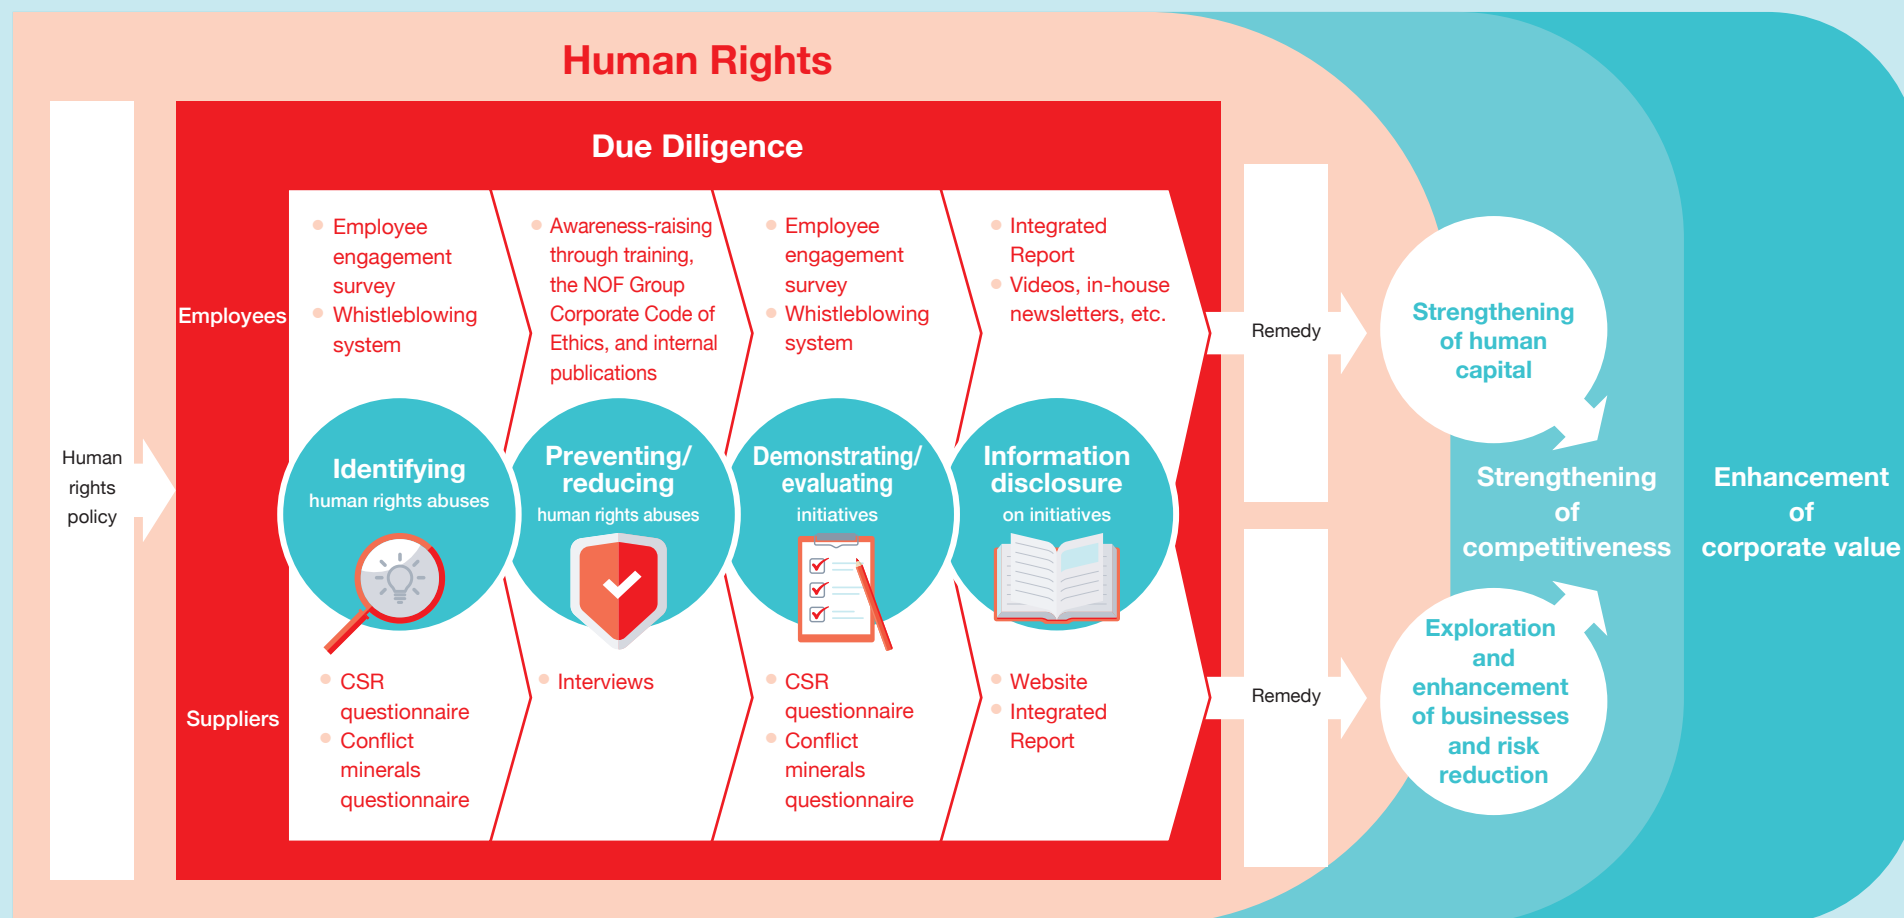 Human Rights
Human
rights
policy
Due Diligence
Employees
Employee
engagement
survey
Whistleblowing
system
Awareness-raising
through training,
the NOF Group
Corporate Code of
Ethics, and internal
publications
Employee
engagement
survey
Whistleblowing
system
Integrated
Report
Videos, in-house
newsletters, etc.
Identifying
human rights abuses
Preventing/
reducing
human rights abuses
Demonstrating/
evaluating
initiatives
Information
disclosure
on initiatives
Suppliers
CSR
questionnaire
Conflict
minerals
questionnaire
Interviews
CSR
questionnaire
Conflict
minerals
questionnaire
Website
Integrated
Report
Remedy
Remedy
Strengthening
of human
capital
Exploration
and
enhancement
of businesses
and risk
reduction
Strengthening
of
competitiveness
Enhancement
of
corporate value